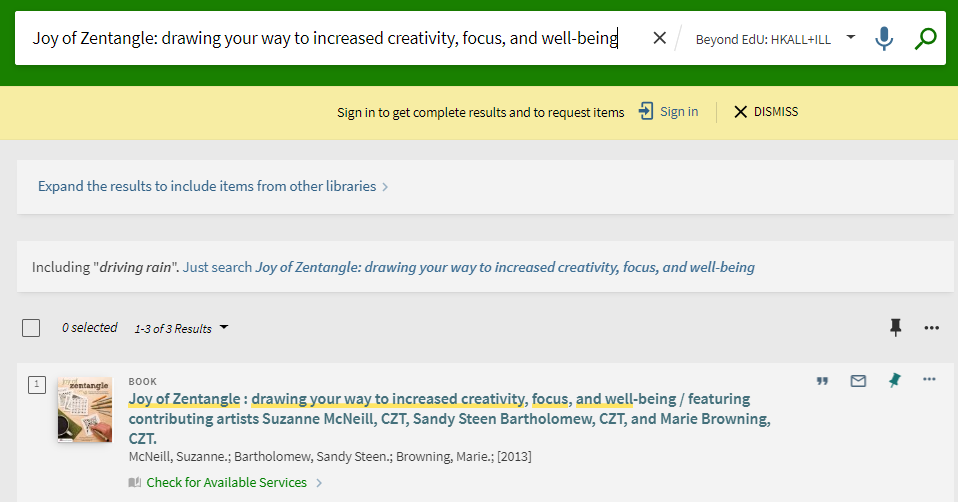 Joy of Zentangle: drawing your way to increased creativity, focus, and well-being
Beyond EdU: HKALL+ILL
Sign in to get complete results and to request items
Sign in
DISMISS
Expand the results to include items from other libraries
Including "driving rain". Just search Joy of Zentangle: drawing your way to increased creativity, focus, and well-being
0 selected
1-3 of 3 Results
1
zentangle
BOOK
Joy of Zentangle : drawing your way to increased creativity, focus, and well-being / featuring
contributing artists Suzanne McNeill, CZT, Sandy Steen Bartholomew, CZT, and Marie Browning,
CZT.
McNeill, Suzanne.; Bartholomew, Sandy Steen.; Browning, Marie.; [2013]
Check for Available Services